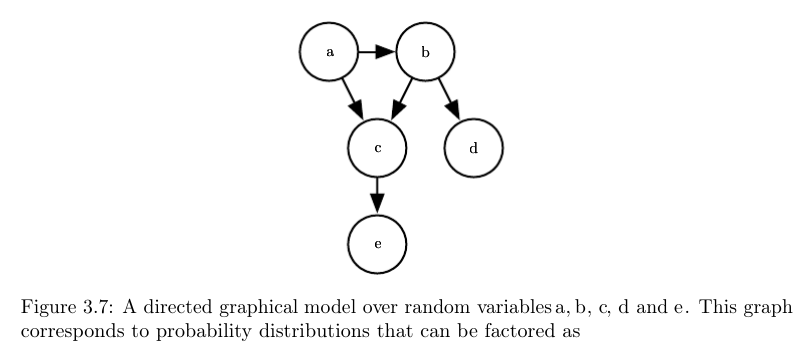 a
b
c
d
e
Figure 3.7: A directed graphical model over random variables a, b, c, d and e. This graph
corresponds to probability distributions that can be factored as